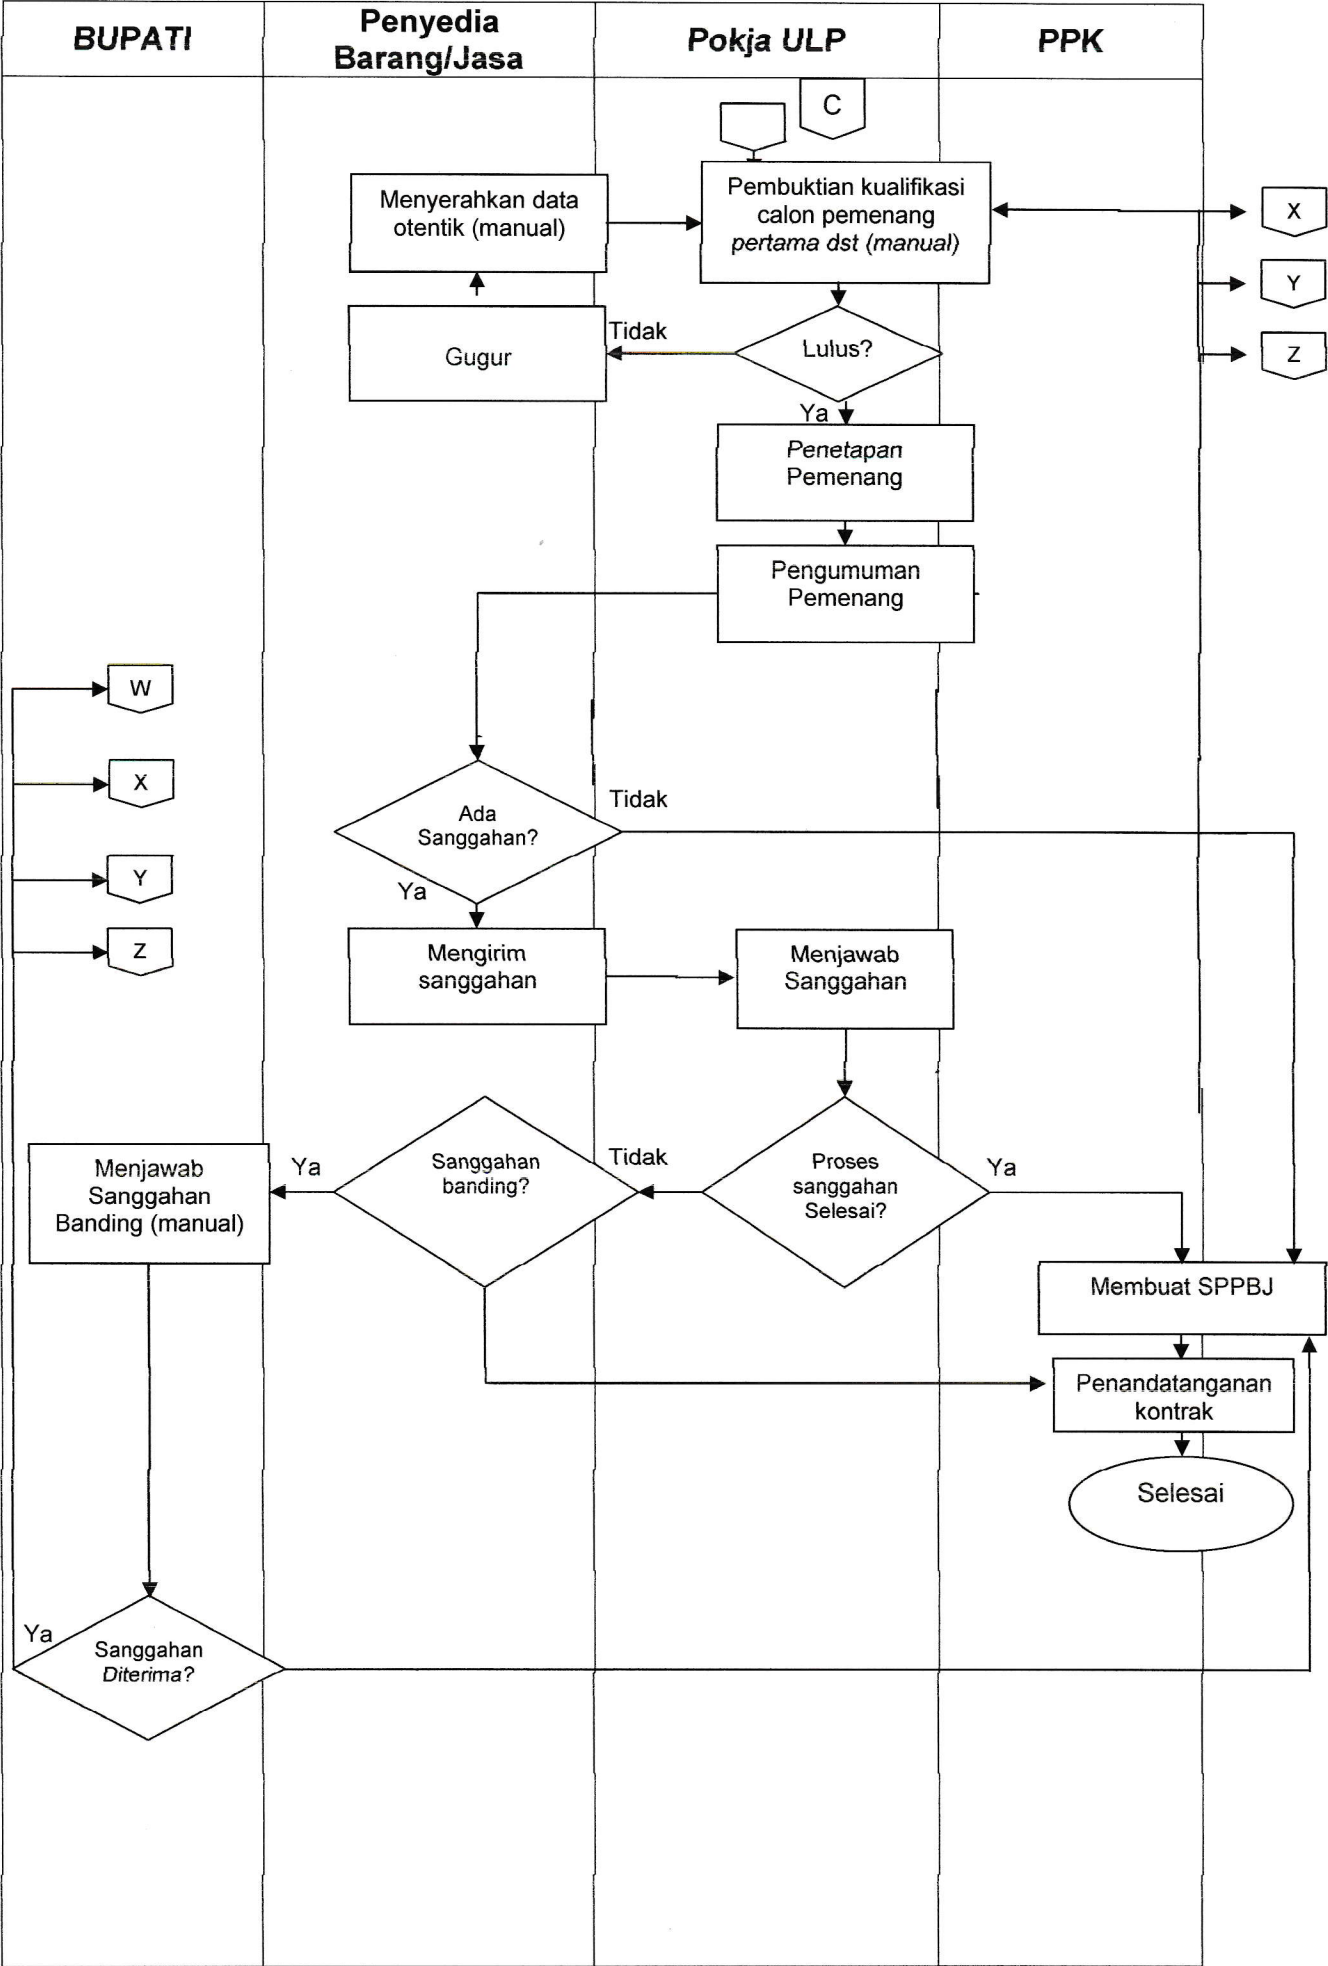 BUPATI
Penyedia
Barang/Jasa
Pokja ULP
PPK
C
Menyerahkan data
otentik (manual)
Pembuktian kualifikasi
calon pemenang
pertama dst (manual)
X
Y
Z
Gugur
Tidak
Lulus?
Ya
Penetapan
Pemenang
Pengumuman
Pemenang
W
X
Y
Z
Ada
Sanggahan?
Tidak
Ya
Mengirim
sanggahan
Menjawab
Sanggahan
Menjawab
Sanggahan
Banding (manual)
Ya
Sanggahan
banding?
Tidak
Proses
sanggahan
Selesai?
Ya
Membuat SPPBJ
Penandatanganan
kontrak
Selesai
Ya
Sanggahan
Diterima?